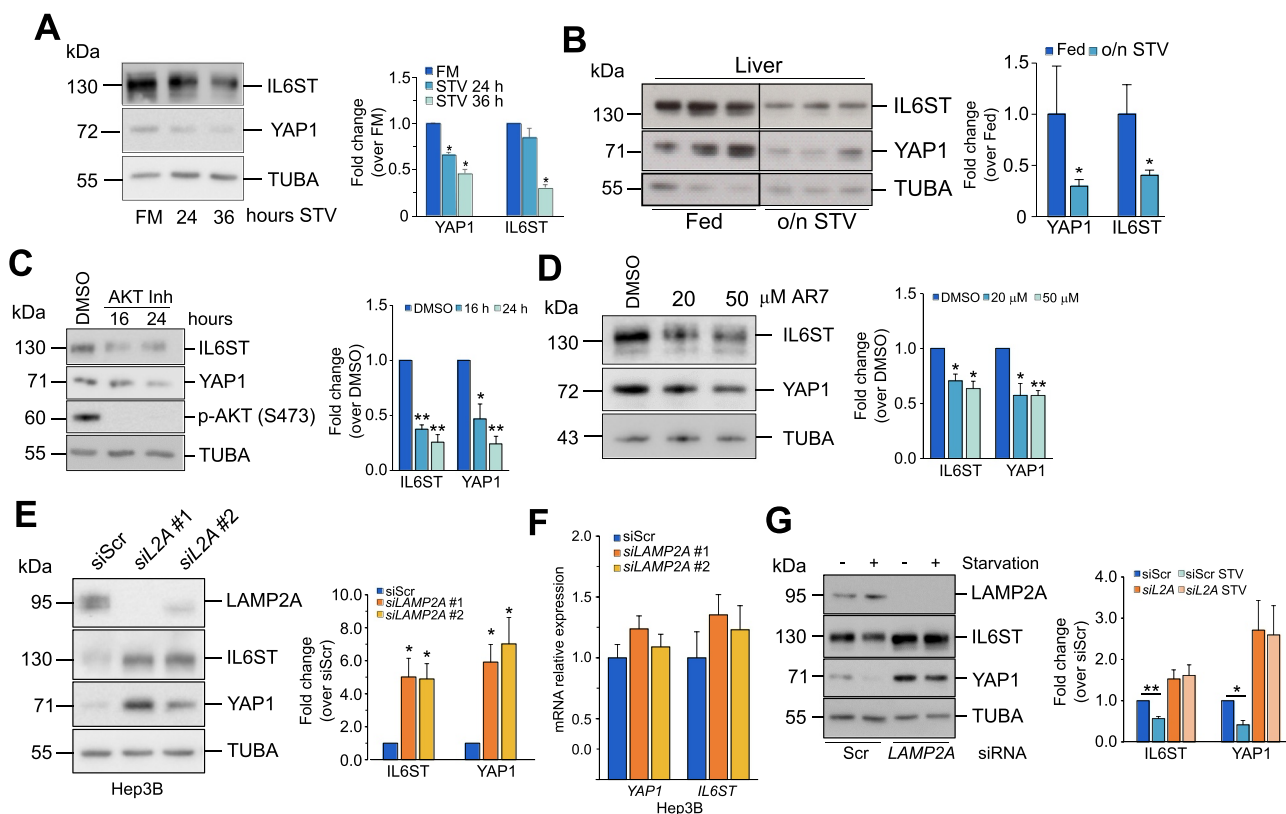 A
kDa
130
IL6ST
72
YAP1
55
TUBA
FM 24 36 hours STV
FM
STV 24 h
STV 36 h
Fold change
(over FM)
1.5
1.0
0.5
0
*
*
*
YAP1 IL6ST
B
kDa
Liver
130
IL6ST
71
YAP1
55
TUBA
Fed o/n STV
Fed o/n STV
Fold change
(over Fed)
1.5
1.0
0.5
0
*
*
YAP1 IL6ST
C
kDa
DMSO
AKT Inh
16 24 hours
130
IL6ST
71
YAP1
60
p-AKT (S473)
55
TUBA
DMSO 16 h 24 h
Fold change
(over DMSO)
1.5
1.0
0.5
0.0
** **
* **
IL6ST YAP1
D
kDa
DMSO
20 50 μM AR7
130
IL6ST
72
YAP1
43
TUBA
DMSO 20 μM 50 μM
Fold change
(over DMSO)
1.5
1.0
0.5
0.0
* *
* **
IL6ST YAP1
E
kDa
siScr
siL2A #1
siL2A #2
95
LAMP2A
130
IL6ST
71
YAP1
55
TUBA
Hep3B
siScr
siLAMP2A #1
siLAMP2A #2
Fold change
(over siScr)
10.0
8.0
6.0
4.0
2.0
0.0
* *
* *
IL6ST YAP1
F
siScr
siLAMP2A #1
siLAMP2A #2
mRNA relative expression
2.0
1.5
1.0
0.5
0.0
YAP1 IL6ST
Hep3B
G
kDa
- + - + Starvation
95
LAMP2A
130
IL6ST
71
YAP1
55
TUBA
Scr LAMP2A siRNA
siScr siScr STV
siL2A siL2A STV
Fold change
(over siScr)
4.0
3.0
2.0
1.0
0.0
**
*
IL6ST YAP1